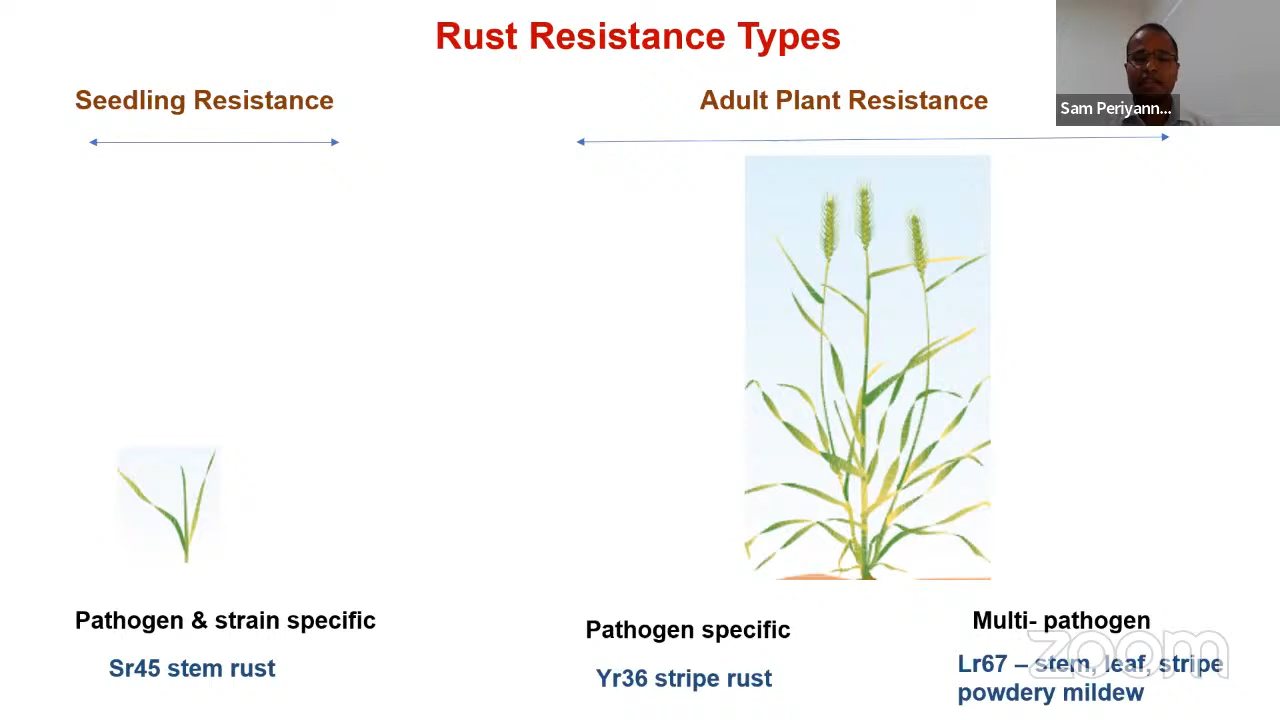 Rust Resistance Types
Seedling Resistance
Adult Plant Resistance
Sam Periyann...
Pathogen & strain specific
Sr45 stem rust
Pathogen specific
Yr36 stripe rust
Multi- pathogen
Lr67 – stem, leaf, stripe
powdery mildew
zoom